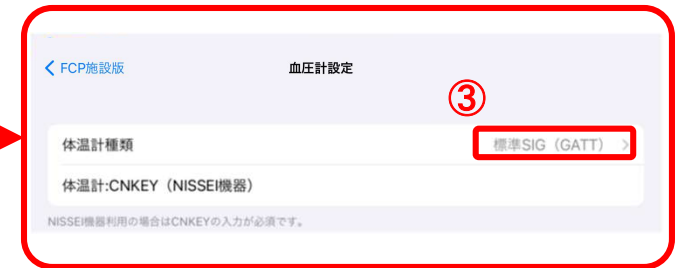 FCP施設版
血圧計設定
③
体温計種類
標準SIG（GATT）
体温計:CNKEY（NISSEI機器）
NISSEI機器利用の場合はCNKEYの入力が必須です。